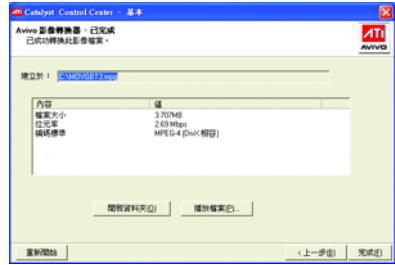 Catalyst Control Center - 基本
Avivo 影像轉換器 - 已完成
已成功轉換此影像檔案。
ATI
AVIVO
建立於： C:\MOVGBT3.mpg
內容 值
檔案大小 3.707MB
位元率 2.69 Mbps
編碼標準 MPEG-4 (DivX 相容)
開啟資料夾(O) 播放檔案(P)...
重新開始 <上一步(B) 完成(F)